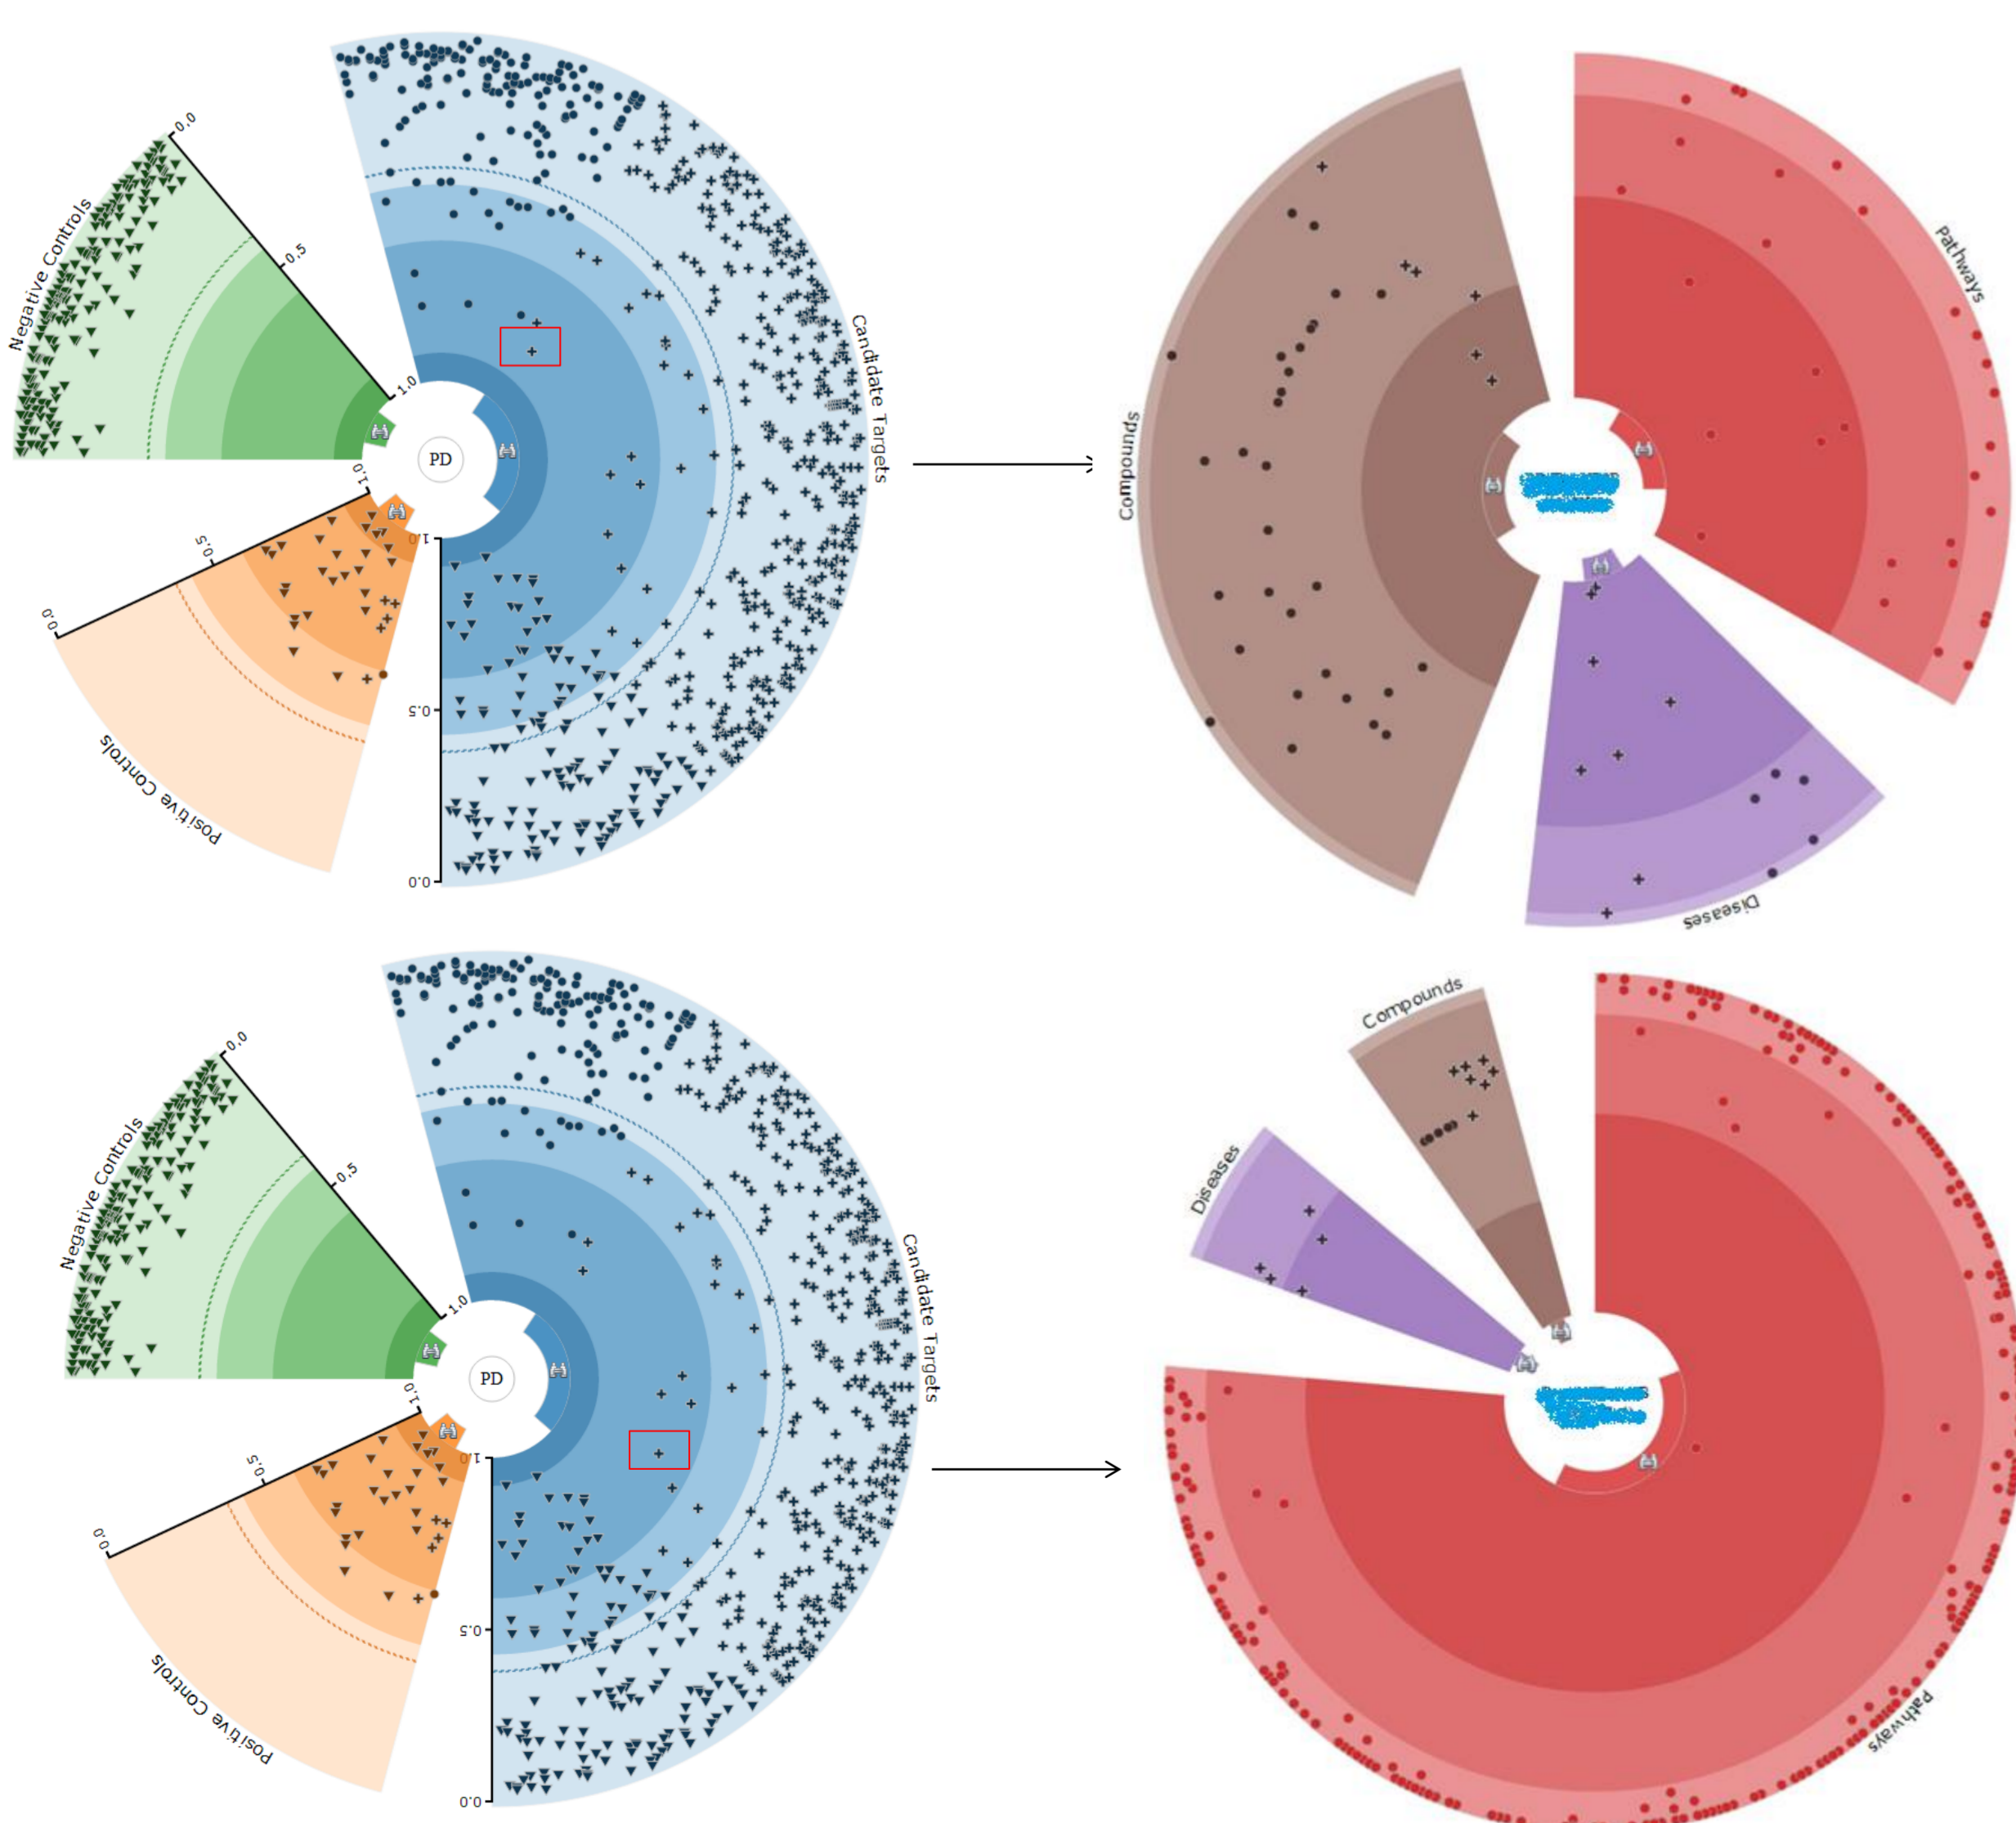 Negative Controls
0.0
0.5
1.0
PD
Candidate Targets
1.0
0.5
0.0
Positive Controls
1.0
0.5
0.0
Compounds
Pathways
Diseases
Negative Controls
0.0
0.5
1.0
PD
Candidate Targets
1.0
0.5
0.0
Positive Controls
1.0
0.5
0.0
Compounds
Diseases
Pathways